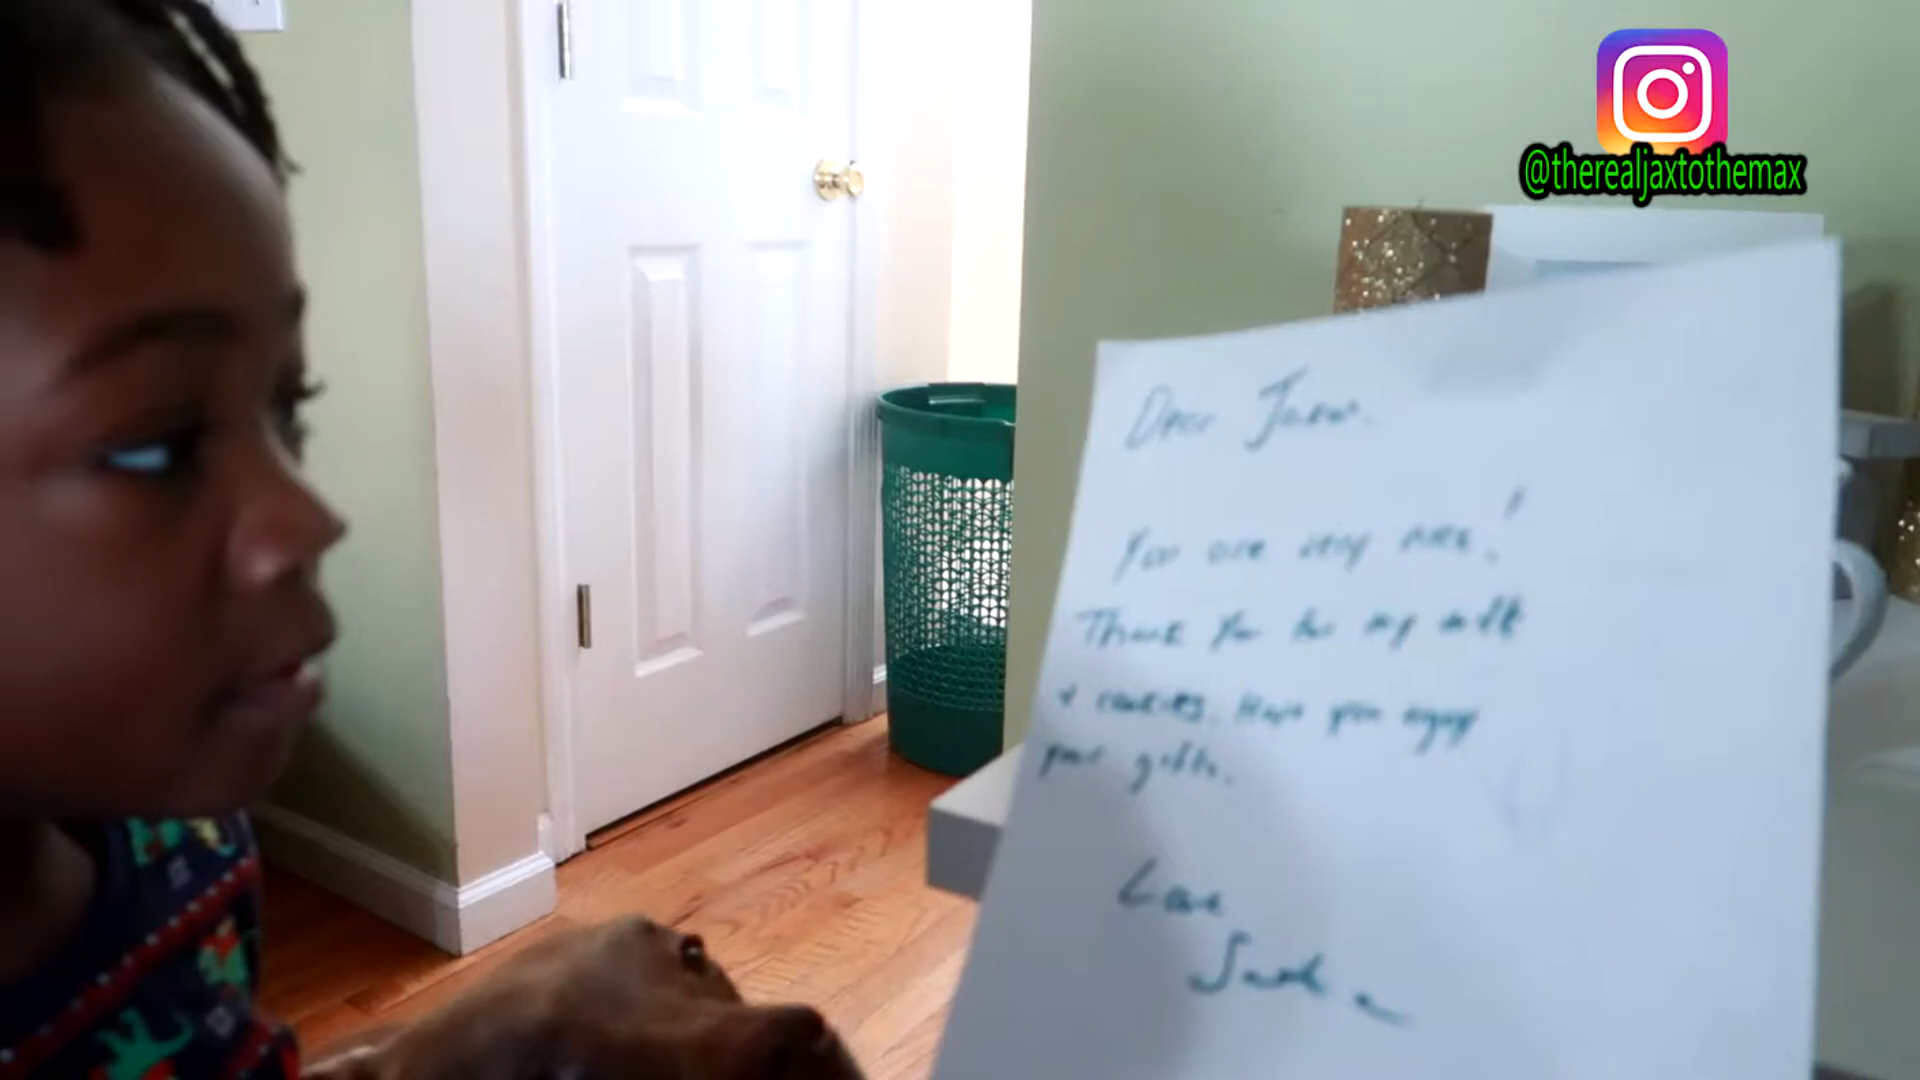 @therealjaxtothemax
Dear
You are very nice!
Thank You for my milk
& cookies. Hope you enjoy
your gifts.
Love
Santa